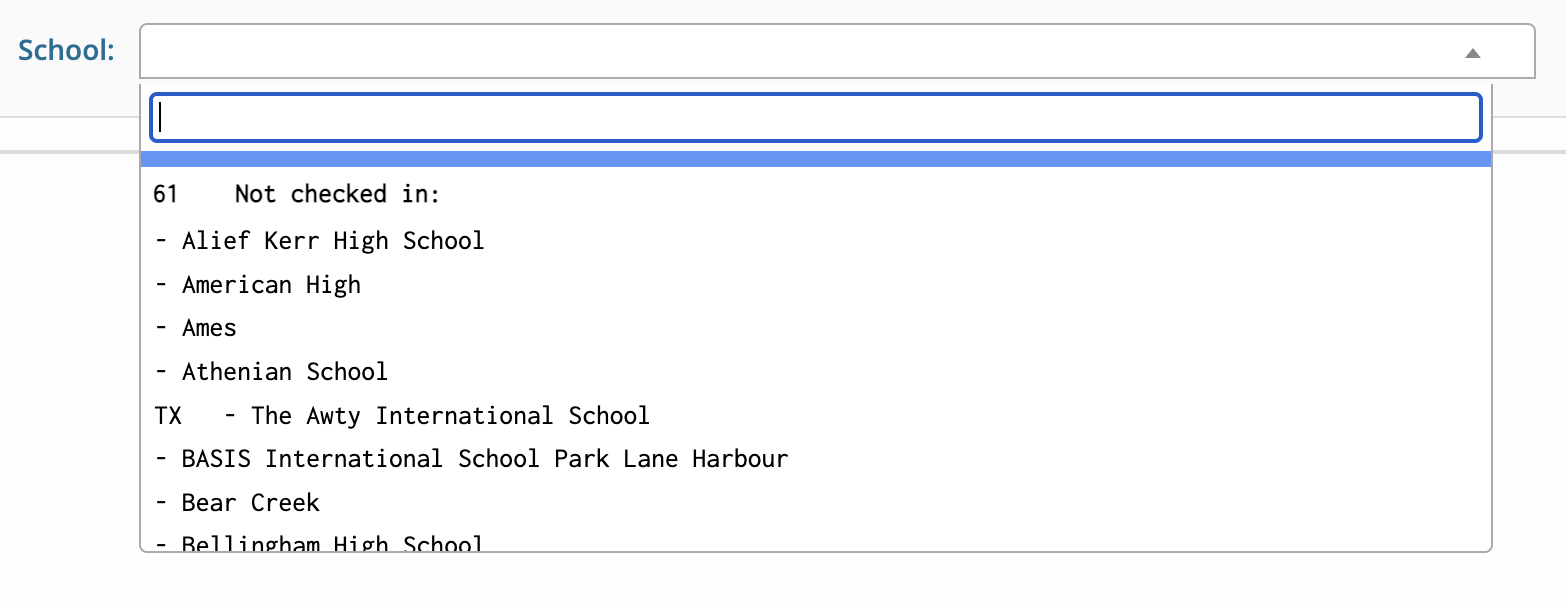 School:
61 Not checked in:
- Alief Kerr High School
- American High
- Ames
- Athenian School
TX - The Awty International School
- BASIS International School Park Lane Harbour
- Bear Creek
- Bellingham High School